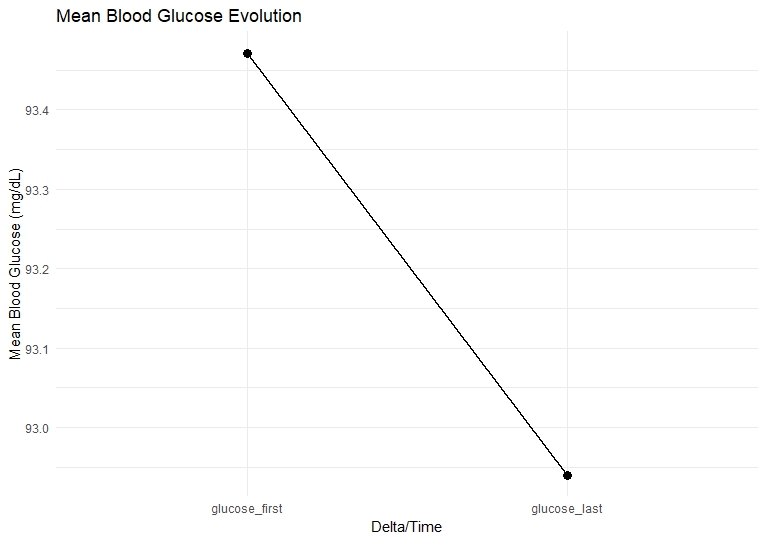 Mean Blood Glucose Evolution
Mean Blood Glucose (mg/dL)
93.4
93.3
93.2
93.1
93.0
glucose_first
glucose_last
Delta/Time